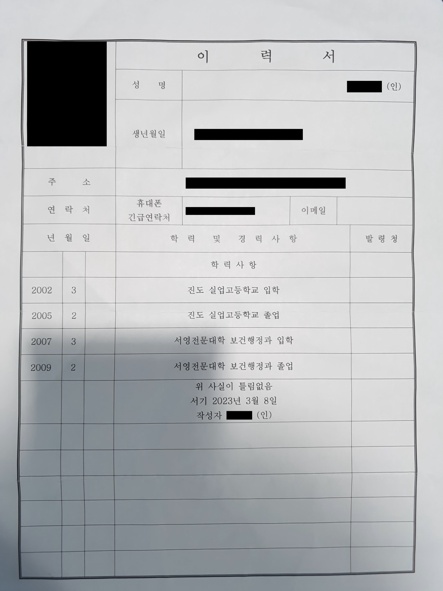 이 력 서
성 명 (인)
생년월일
주 소
연 락 처 휴대폰 긴급연락처 이메일
년 월 일 학 력 및 경 력 사 항 발 령 청
학 력 사 항
2002 3 진도 실업고등학교 입학
2005 2 진도 실업고등학교 졸업
2007 3 서영전문대학 보건행정과 입학
2009 2 서영전문대학 보건행정과 졸업
위 사실이 틀림없음
서기 2023년 3월 8일
작성자 (인)